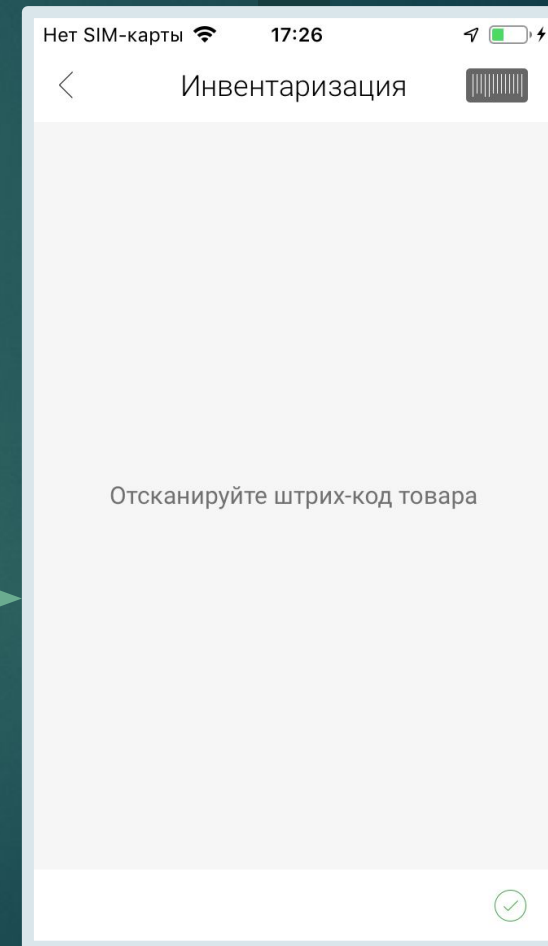 Нет SIM-карты 17:26
Инвентаризация
Отсканируйте штрих-код товара